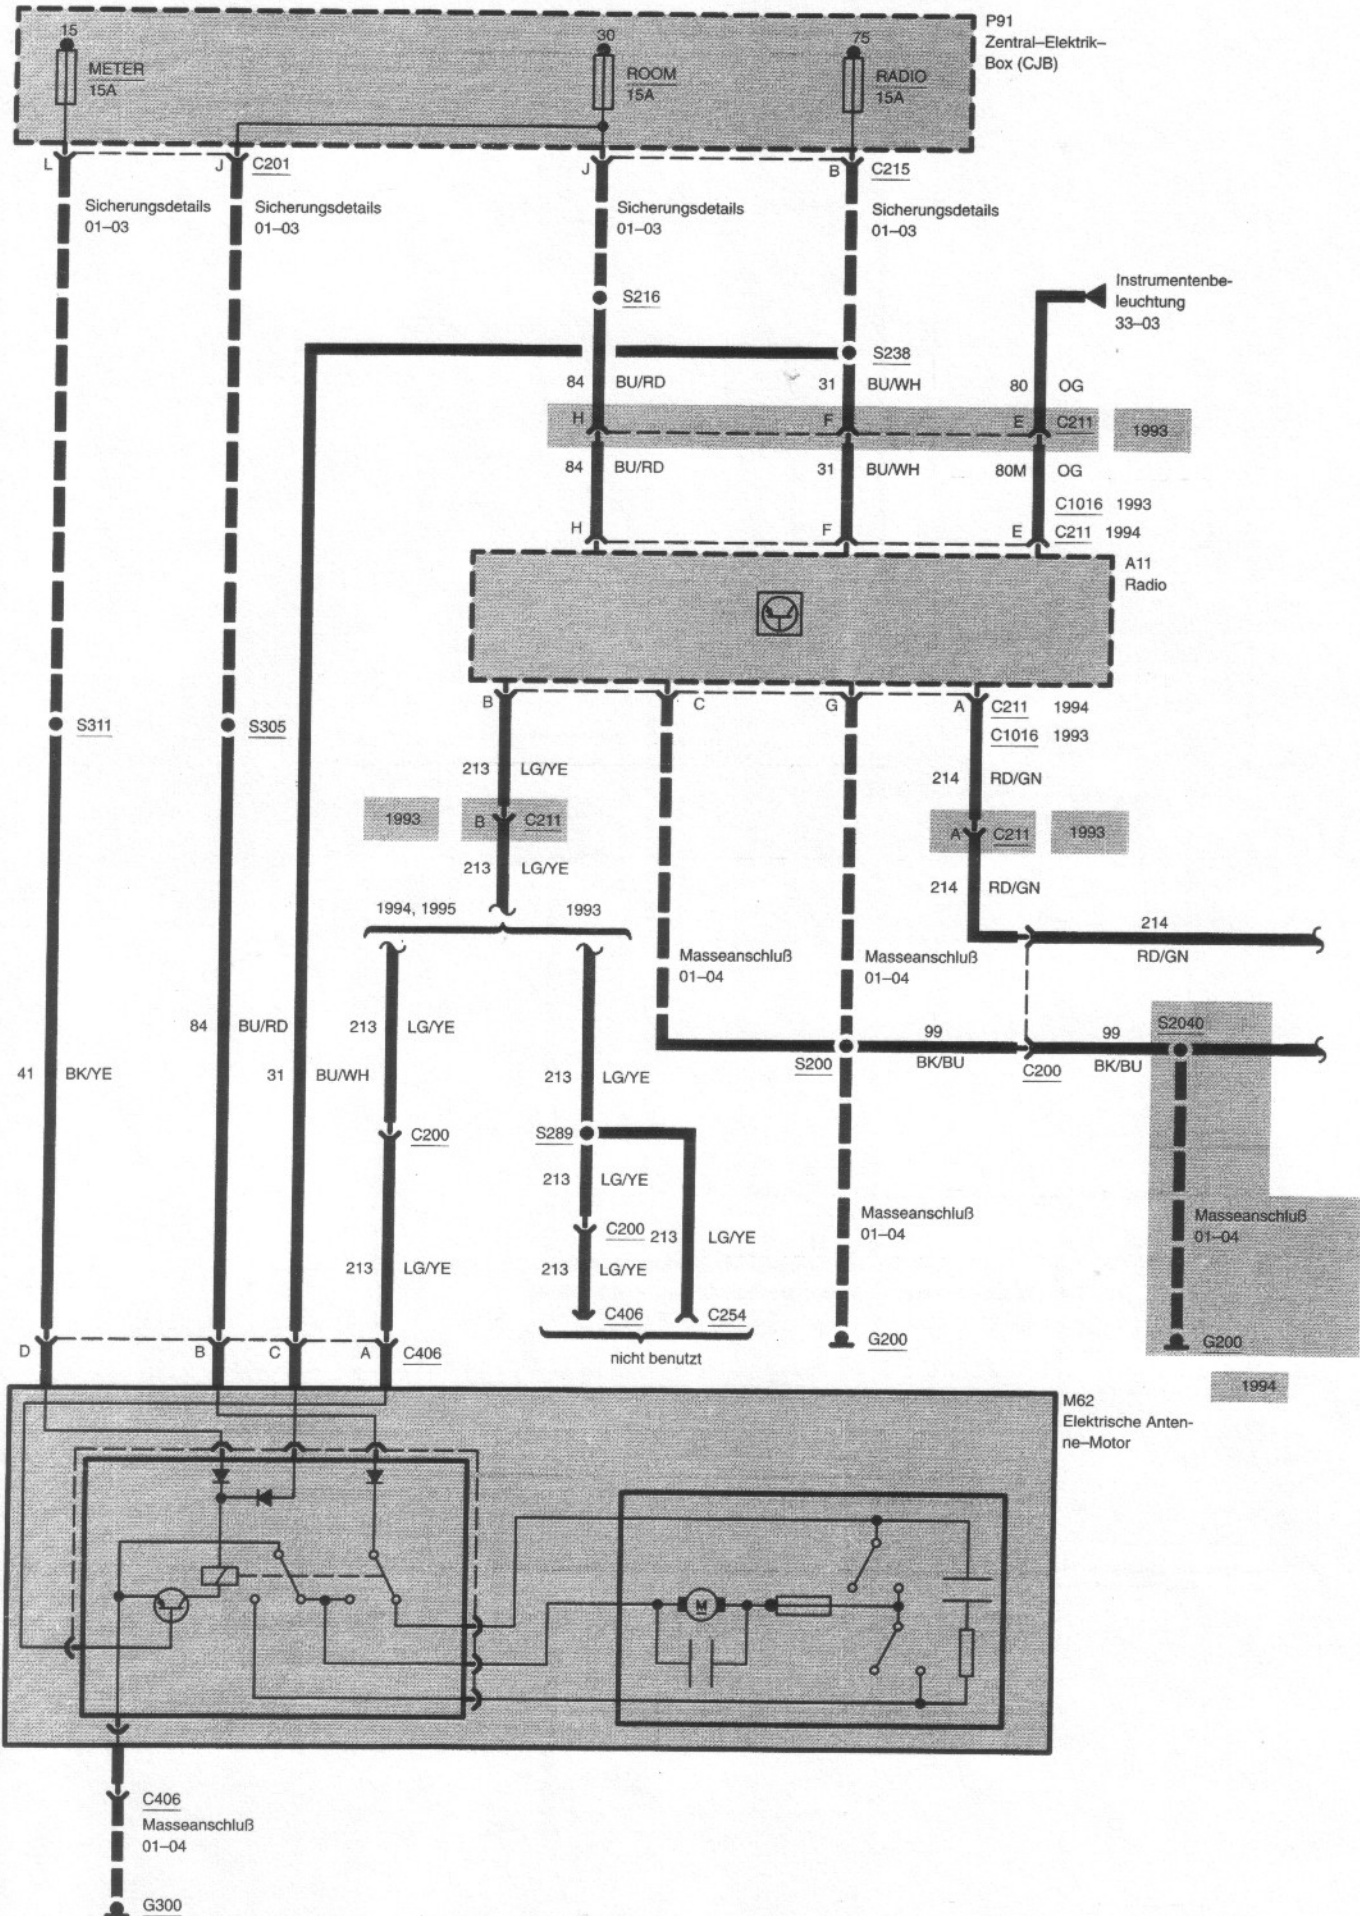 P91
Zentral–Elektrik–
Box (CJB)
15
METER
15A
30
ROOM
15A
75
RADIO
15A
L
J
C201
J
B
C215
Sicherungsdetails
01–03
Sicherungsdetails
01–03
Sicherungsdetails
01–03
Sicherungsdetails
01–03
Instrumentenbe-
leuchtung
33–03
S216
S238
84
BU/RD
31
BU/WH
80
OG
H
F
E
C211
1993
84
BU/RD
31
BU/WH
80M
OG
C1016 1993
H
F
E
C211 1994
A11
Radio
B
C
G
A
C211 1994
C1016 1993
S311
S305
213
LG/YE
214
RD/GN
1993
B
C211
A
C211
1993
213
LG/YE
214
RD/GN
1994, 1995
1993
214
RD/GN
Masseanschluß
01–04
Masseanschluß
01–04
84
BU/RD
213
LG/YE
99
BK/BU
99
BK/BU
S2040
S200
C200
41
BK/YE
31
BU/WH
213
LG/YE
C200
S289
213
LG/YE
Masseanschluß
01–04
Masseanschluß
01–04
C200
213
LG/YE
213
LG/YE
213
LG/YE
C406
C254
nicht benutzt
G200
G200
1994
D
B
C
A
C406
M62
Elektrische Anten-
ne–Motor
M
C406
Masseanschluß
01–04
G300